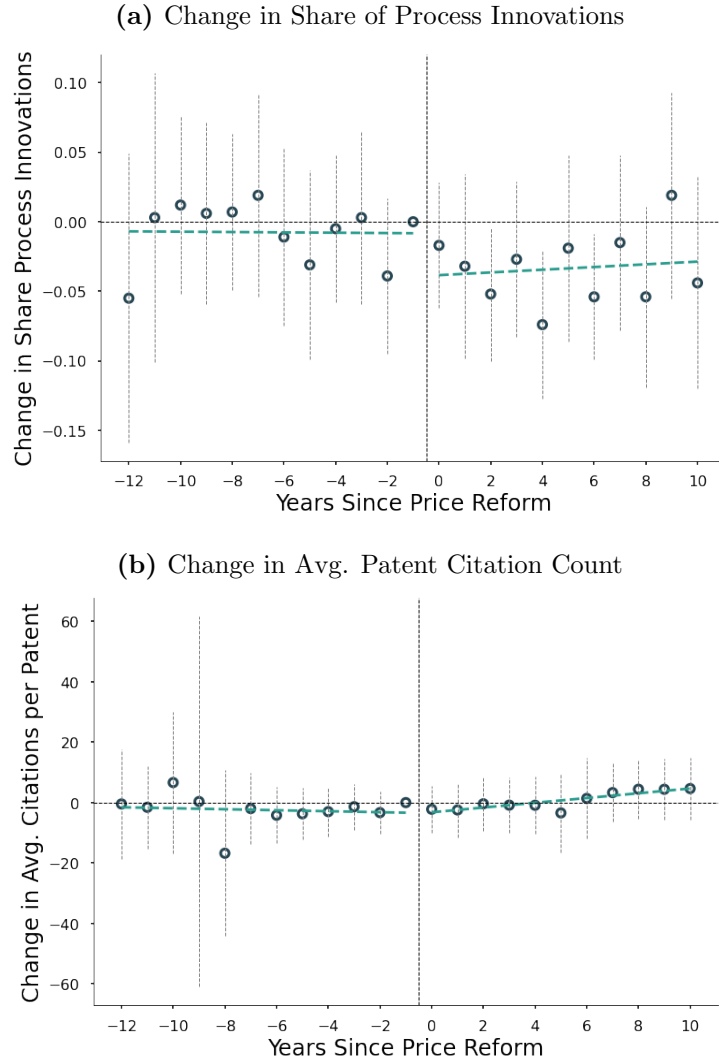 (a) Change in Share of Process Innovations
Change in Share Process Innovations
0.10
0.05
0.00
−0.05
−0.10
−0.15
−12 −10 −8 −6 −4 −2 0 2 4 6 8 10
Years Since Price Reform
(b) Change in Avg. Patent Citation Count
Change in Avg. Citations per Patent
60
40
20
0
−20
−40
−60
−12 −10 −8 −6 −4 −2 0 2 4 6 8 10
Years Since Price Reform